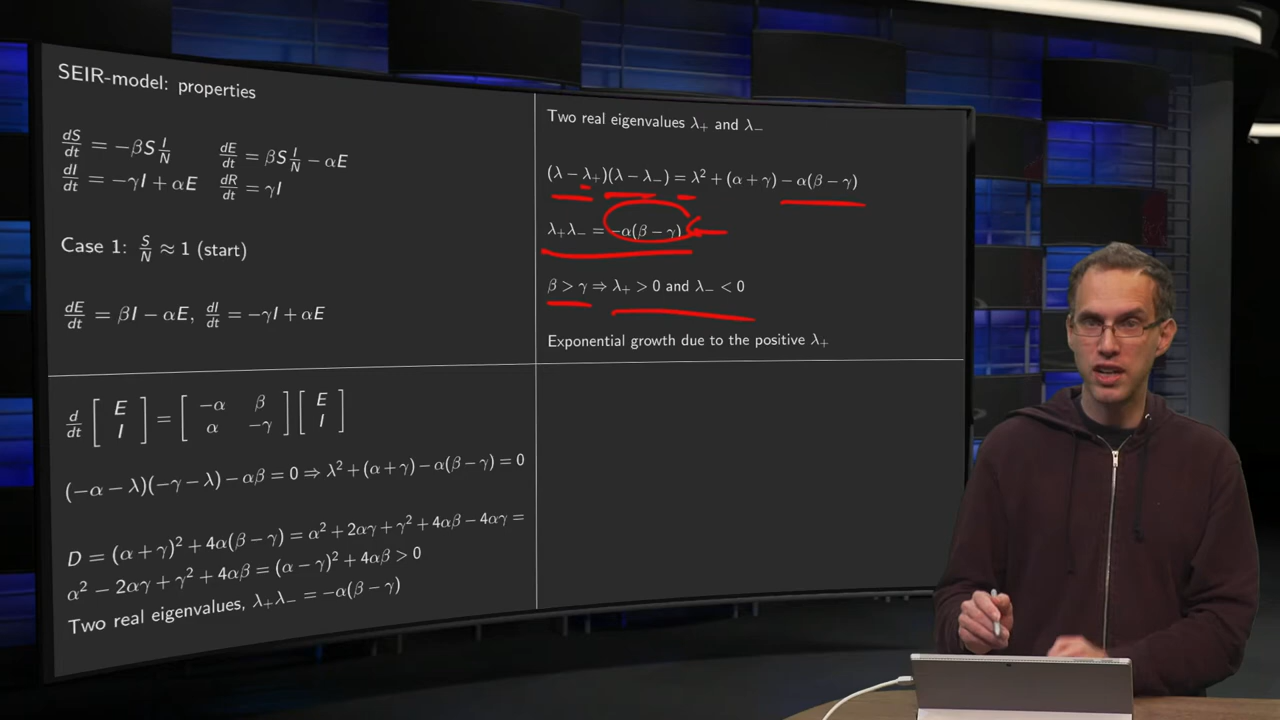 SEIR-model: properties
dS/dt = −βS I/N   dE/dt = βS I/N − αE
dI/dt = −γI + αE   dR/dt = γI
Case 1: S/N ≈ 1 (start)
dE/dt = βI − αE, dI/dt = −γI + αE
d/dt [E I] = [−α β; α −γ] [E I]
(−α − λ)(−γ − λ) − αβ = 0 ⇒ λ² + (α + γ) − α(β − γ) = 0
D = (α + γ)² + 4α(β − γ) = α² + 2αγ + γ² + 4αβ − 4αγ =
α² − 2αγ + γ² + 4αβ = (α − γ)² + 4αβ > 0
Two real eigenvalues, λ₊λ₋ = −α(β − γ)
Two real eigenvalues λ₊ and λ₋
(λ − λ₊)(λ − λ₋) = λ² + (α + γ) − α(β − γ)
λ₊λ₋ = −α(β − γ)
β > γ ⇒ λ₊ > 0 and λ₋ < 0
Exponential growth due to the positive λ₊